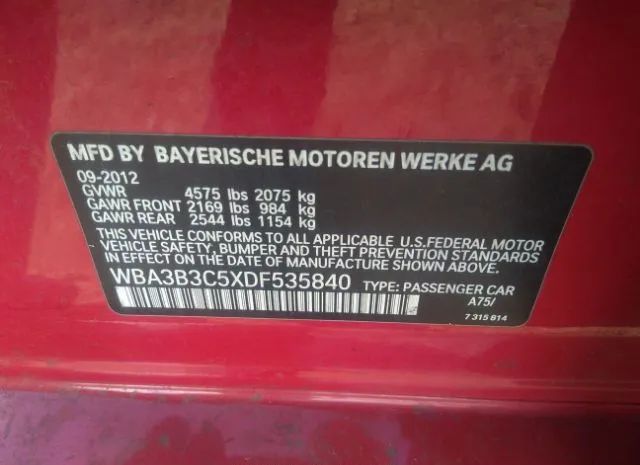 MFD BY BAYERISCHE MOTOREN WERKE AG
09-2012
GVWR 4575 lbs 2075 kg
GAWR FRONT 2169 lbs 984 kg
GAWR REAR 2544 lbs 1154 kg
THIS VEHICLE CONFORMS TO ALL APPLICABLE U.S.FEDERAL MOTOR
VEHICLE SAFETY, BUMPER AND THEFT PREVENTION STANDARDS
IN EFFECT ON THE DATE OF MANUFACTURE SHOWN ABOVE.
WBA3B3C5XDF535840 TYPE: PASSENGER CAR
A75/
7 315 814